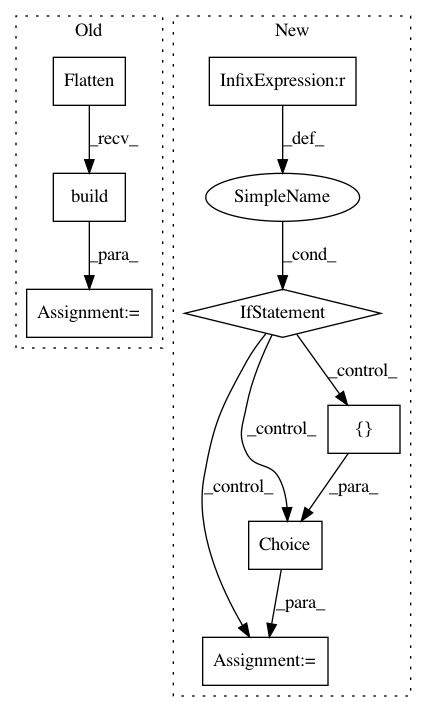 Old
New
Flatten
InfixExpression:r
_recv_
_def_
build
SimpleName
_para_
_cond_
Assignment:=
IfStatement
_control_
{}
_control_
_control_
_para_
Choice
_para_
Assignment:=